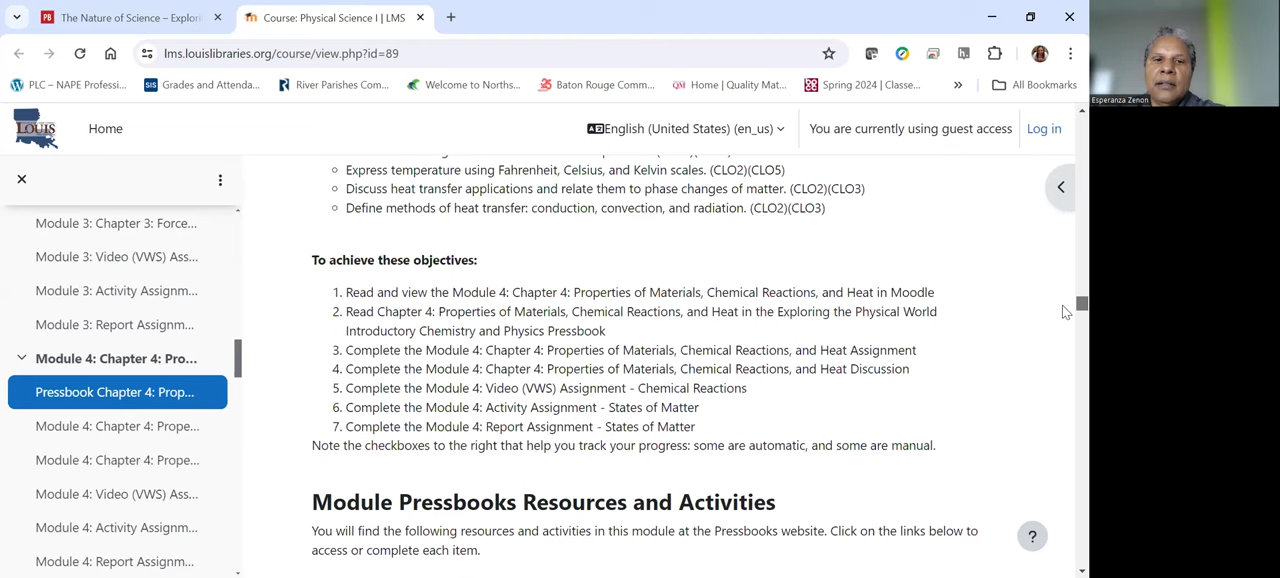 The Nature of Science – Explori
Course: Physical Science I | LMS
lms.louislibraries.org/course/view.php?id=89
PLC – NAPE Professi...
Grades and Attenda...
River Parishes Com...
Welcome to Norths...
Baton Rouge Comm...
Home | Quality Mat...
Spring 2024 | Classe...
»
All Bookmarks
Esperanza Zenon
LOUIS
Home
English (United States) (en_us)
You are currently using guest access
Log in
Express temperature using Fahrenheit, Celsius, and Kelvin scales. (CLO2)(CLO5)
Discuss heat transfer applications and relate them to phase changes of matter. (CLO2)(CLO3)
Define methods of heat transfer: conduction, convection, and radiation. (CLO2)(CLO3)
Module 3: Chapter 3: Force...
Module 3: Video (VWS) Ass...
Module 3: Activity Assignm...
Module 3: Report Assignm...
Module 4: Chapter 4: Pro...
Pressbook Chapter 4: Prop...
Module 4: Chapter 4: Prope...
Module 4: Chapter 4: Prope...
Module 4: Video (VWS) Ass...
Module 4: Activity Assignm...
Module 4: Report Assignm...
To achieve these objectives:
1. Read and view the Module 4: Chapter 4: Properties of Materials, Chemical Reactions, and Heat in Moodle
2. Read Chapter 4: Properties of Materials, Chemical Reactions, and Heat in the Exploring the Physical World
Introductory Chemistry and Physics Pressbook
3. Complete the Module 4: Chapter 4: Properties of Materials, Chemical Reactions, and Heat Assignment
4. Complete the Module 4: Chapter 4: Properties of Materials, Chemical Reactions, and Heat Discussion
5. Complete the Module 4: Video (VWS) Assignment - Chemical Reactions
6. Complete the Module 4: Activity Assignment - States of Matter
7. Complete the Module 4: Report Assignment - States of Matter
Note the checkboxes to the right that help you track your progress: some are automatic, and some are manual.
Module Pressbooks Resources and Activities
You will find the following resources and activities in this module at the Pressbooks website. Click on the links below to
access or complete each item.
?